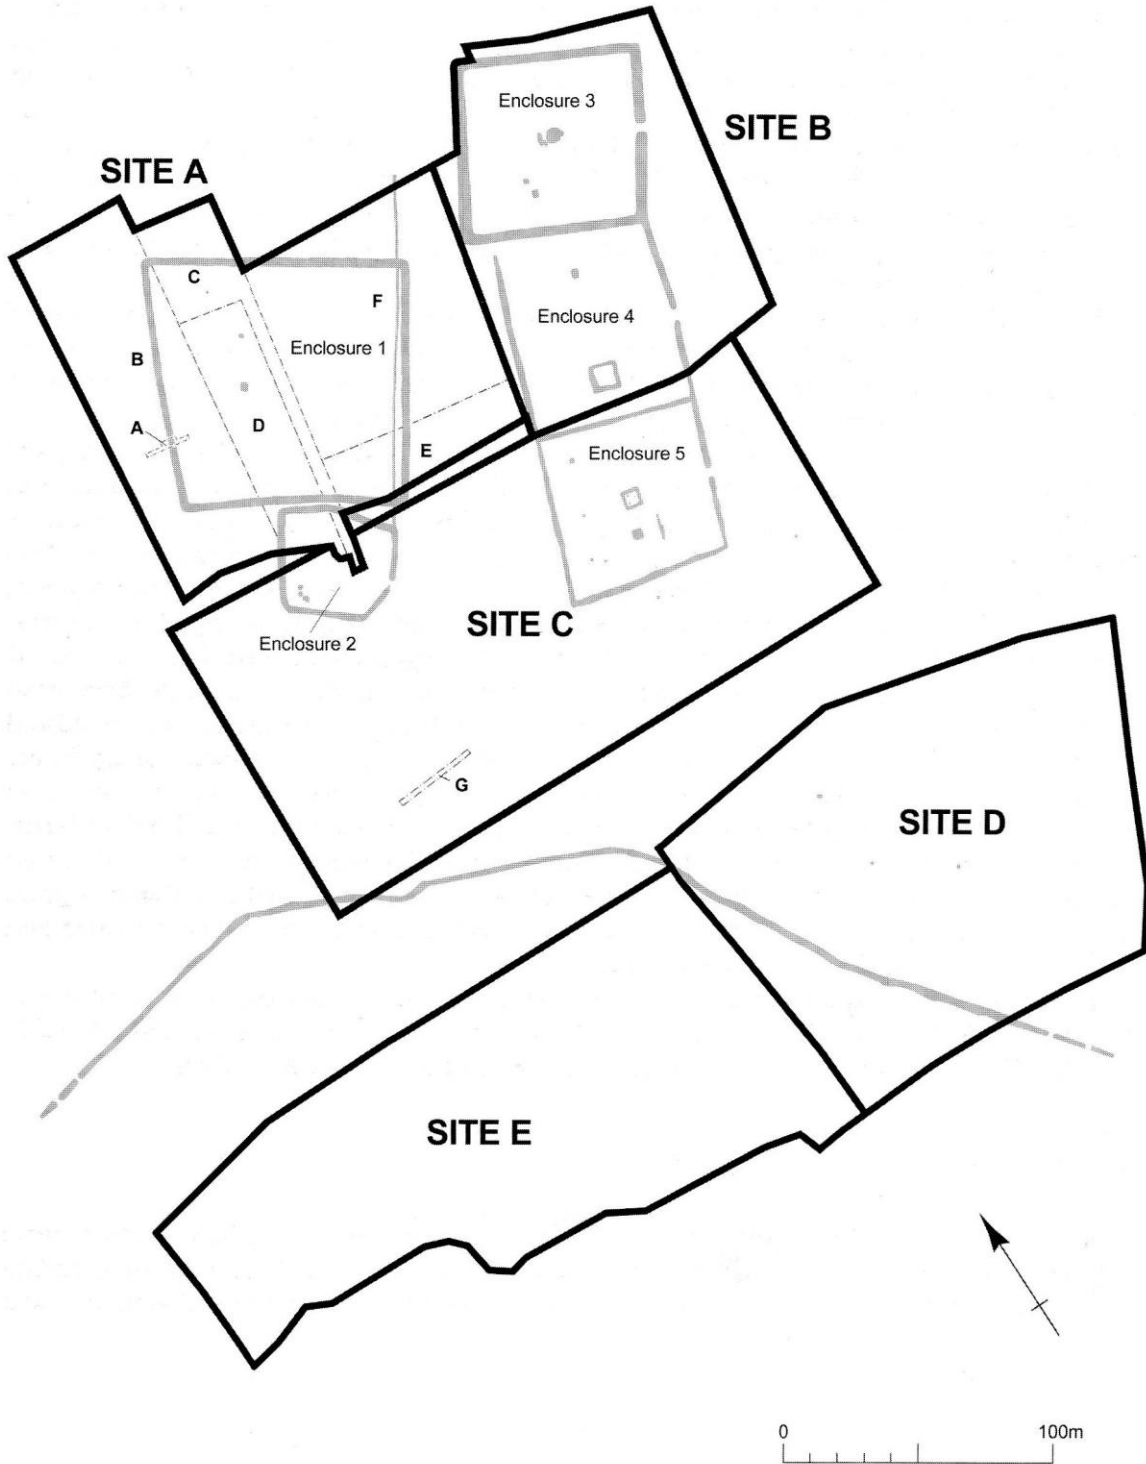 Enclosure 3
SITE B
SITE A
C
F
Enclosure 4
Enclosure 1
B
A
D
E
Enclosure 5
SITE C
Enclosure 2
G
SITE D
SITE E
0 100m